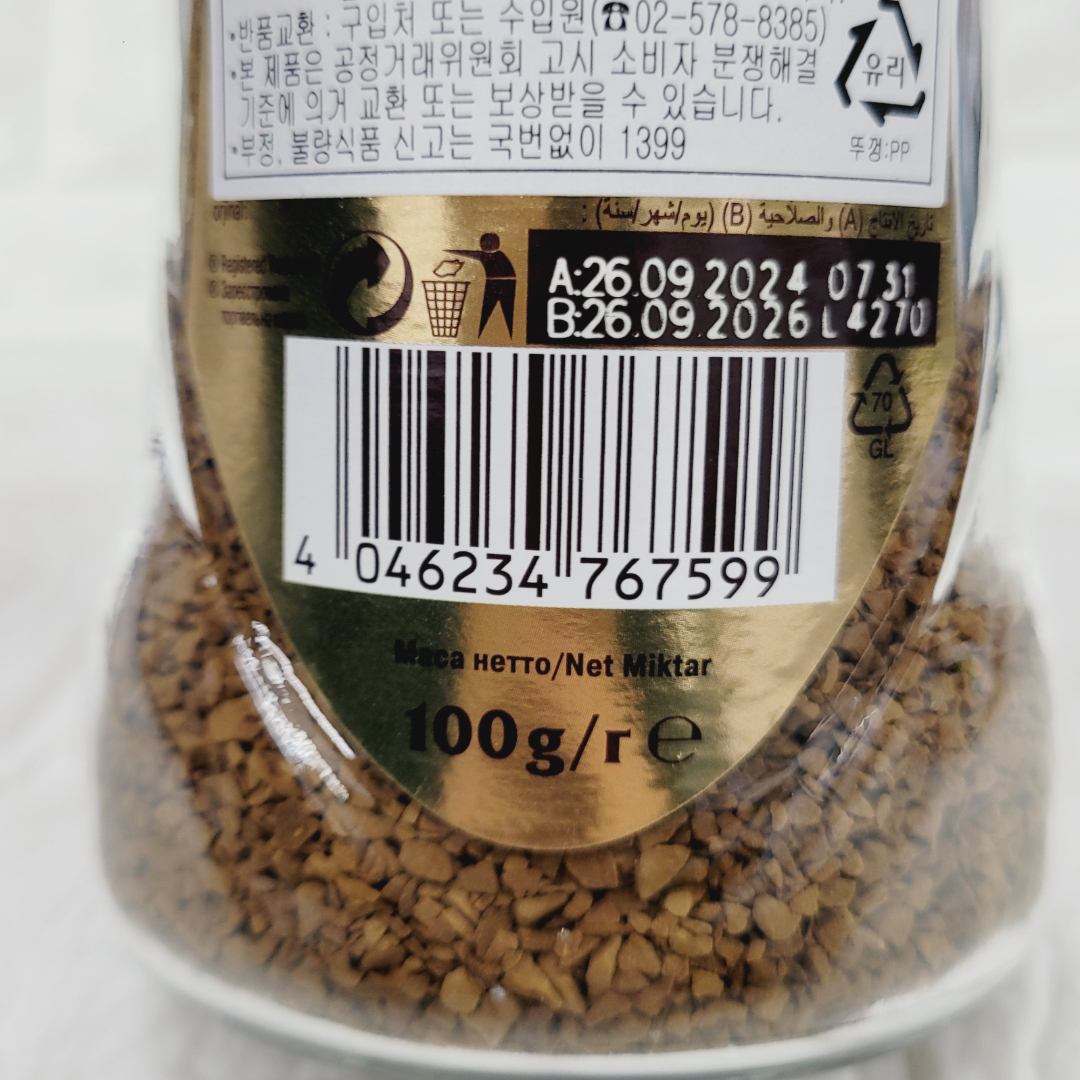 •반품교환 : 구입처 또는 수입원(☎02-578-8385)
•본 제품은 공정거래위원회 고시 소비자 분쟁해결
기준에 의거 교환 또는 보상받을 수 있습니다.
•부정, 불량식품 신고는 국번없이 1399
유리
뚜껑:PP
تاريخ الانتاج (A) والصلاحية (B) (يوم/شهر/سنة) :
® Registered
A:26.09 2024 07.31
B:26.09.2026 L 4270
70
GL
4 046234 767599
Маса нетто/Net Miktar
100g/г ℮